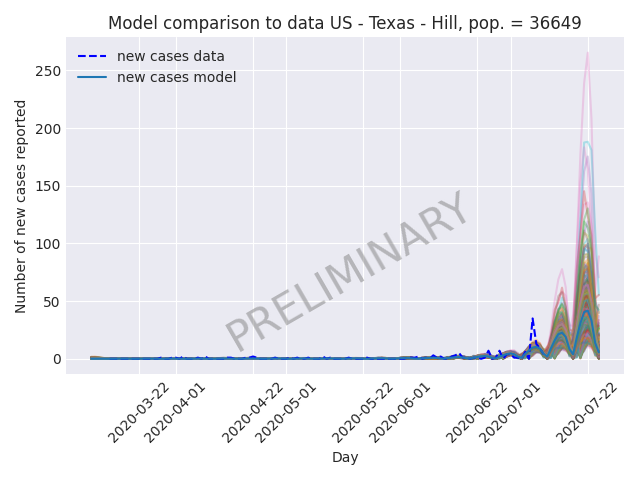 Model comparison to data US - Texas - Hill, pop. = 36649
new cases data
new cases model
250
200
150
100
50
0
Number of new cases reported
PRELIMINARY
2020-03-22
2020-04-01
2020-04-22
2020-05-01
2020-05-22
2020-06-01
2020-06-22
2020-07-01
2020-07-22
Day